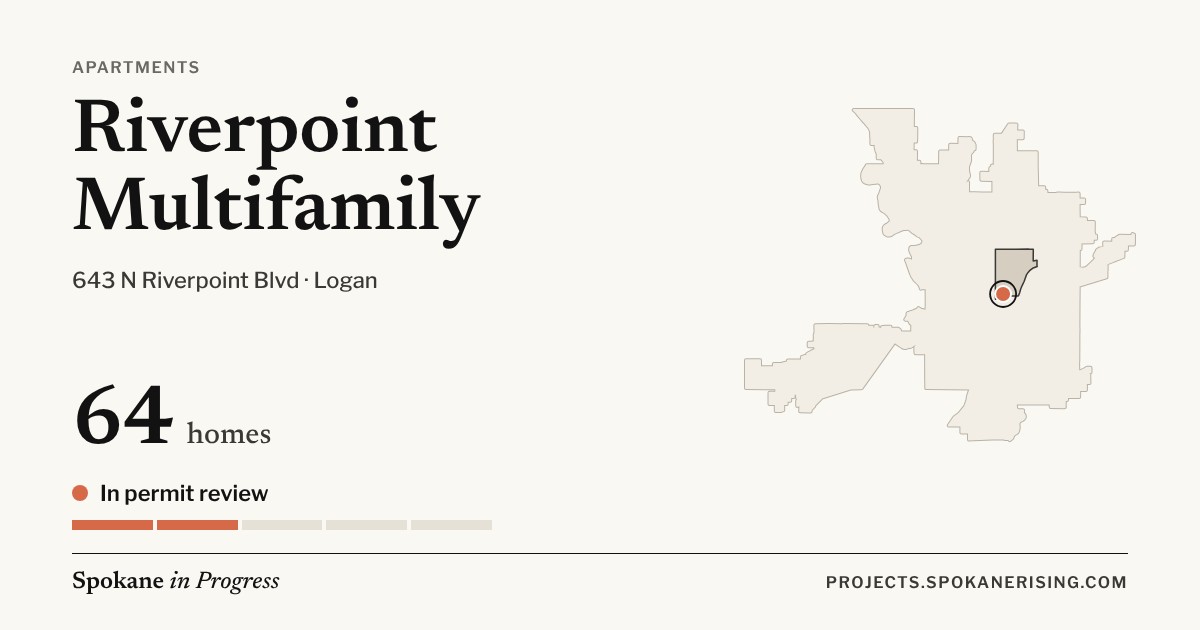 APARTMENTS
Riverpoint
Multifamily
643 N Riverpoint Blvd · Logan
64 homes
In permit review
Spokane in Progress
PROJECTS.SPOKANERISING.COM